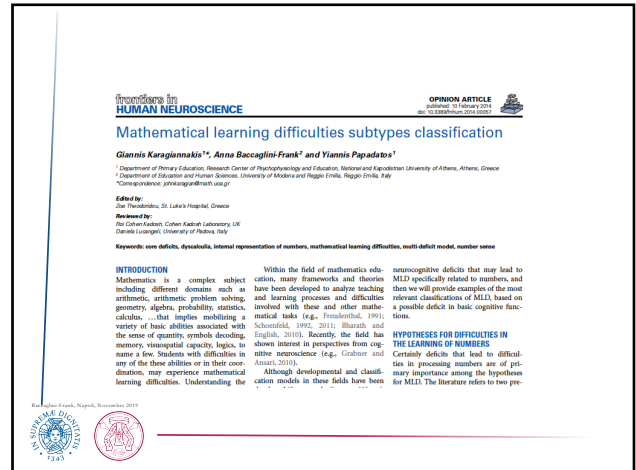 frontiers in
HUMAN NEUROSCIENCE
OPINION ARTICLE
published: 10 February 2014
doi: 10.3389/fnhum.2014.00057
Mathematical learning difficulties subtypes classification
Giannis Karagiannakis¹*, Anna Baccaglini-Frank² and Yiannis Papadatos¹
¹ Department of Primary Education, Research Center of Psychophysiology and Education, National and Kapodistrian University of Athens, Athens, Greece
² Department of Education and Human Sciences, University of Modena and Reggio Emilia, Reggio Emilia, Italy
*Correspondence: johnkaragian@math.uoa.gr
Edited by:
Zoe Theodoridou, St. Luke's Hospital, Greece
Reviewed by:
Roi Cohen Kadosh, Cohen Kadosh Laboratory, UK
Daniela Lucangeli, University of Padova, Italy
Keywords: core deficits, dyscalculia, internal representation of numbers, mathematical learning difficulties, multi-deficit model, number sense
INTRODUCTION
Mathematics is a complex subject
including different domains such as
arithmetic, arithmetic problem solving,
geometry, algebra, probability, statistics,
calculus, ...that implies mobilizing a
variety of basic abilities associated with
the sense of quantity, symbols decoding,
memory, visuospatial capacity, logics, to
name a few. Students with difficulties in
any of the these abilities or in their coor-
dination, may experience mathematical
learning difficulties. Understanding the
Within the field of mathematics edu-
cation, many frameworks and theories
have been developed to analyze teaching
and learning processes and difficulties
involved with these and other mathe-
matical tasks (e.g., Freudenthal, 1991;
Schoenfeld, 1992, 2011; Bharath and
English, 2010). Recently, the field has
shown interest in perspectives from cog-
nitive neuroscience (e.g., Grabner and
Ansari, 2010).
Although developmental and classifi-
cation models in these fields have been
neurocognitive deficits that may lead to
MLD specifically related to numbers, and
then we will provide examples of the most
relevant classifications of MLD, based on
a possible deficit in basic cognitive func-
tions.
HYPOTHESES FOR DIFFICULTIES IN
THE LEARNING OF NUMBERS
Certainly deficits that lead to difficul-
ties in processing numbers are of pri-
mary importance among the hypotheses
for MLD. The literature refers to two pre-
Baccaglini-Frank, Napoli, Novembre 2019
IN SUPREMÆ DIGNITATIS
·1343·